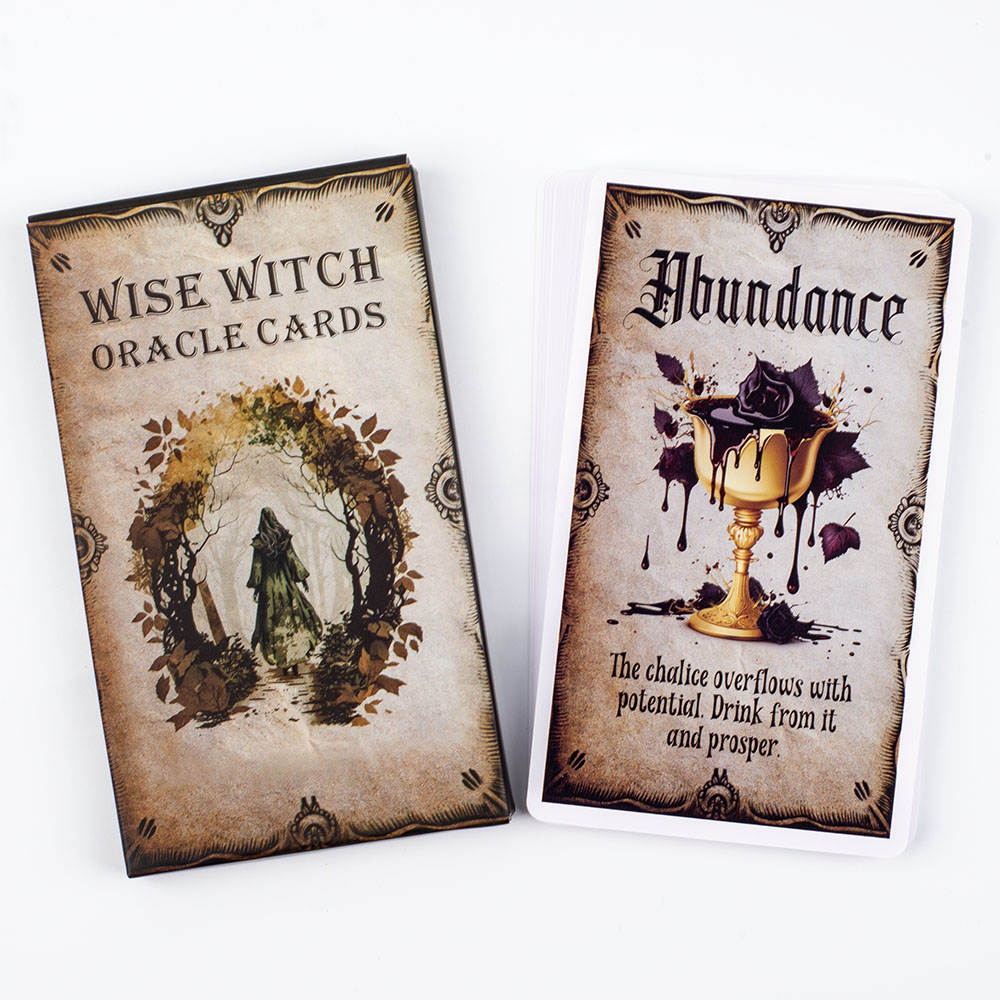 WISE WITCH
ORACLE CARDS
Abundance
The chalice overflows with
potential. Drink from it
and prosper.